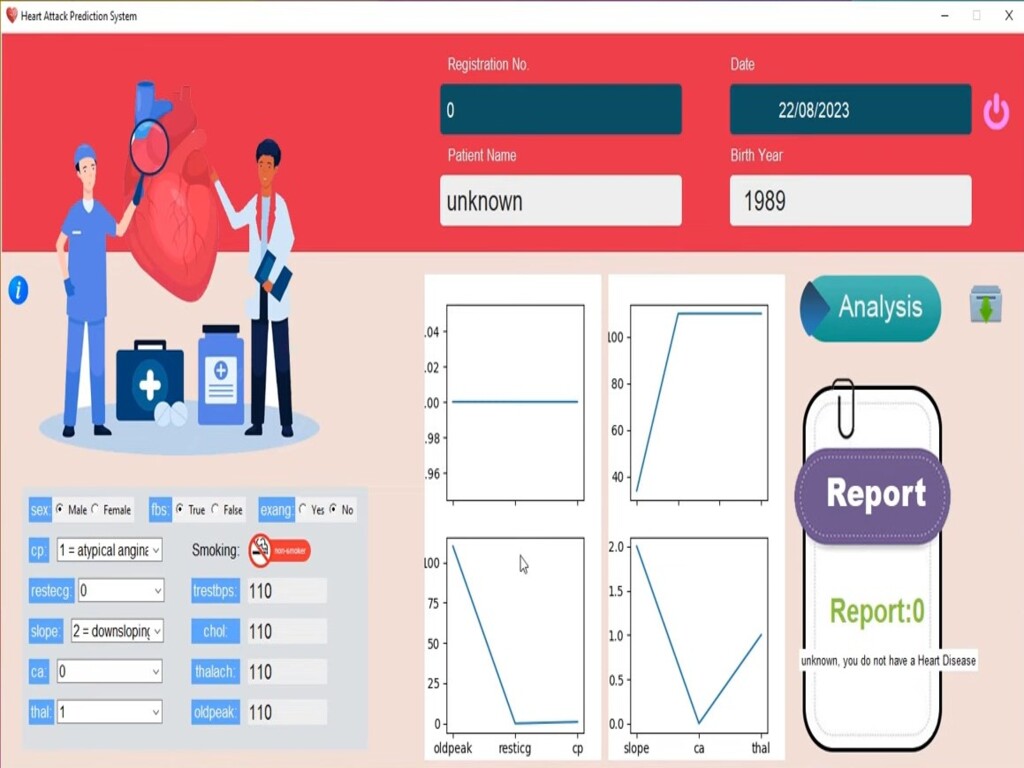 Heart Attack Prediction System
Registration No.
Date
0
22/08/2023
Patient Name
Birth Year
unknown
1989
i
Analysis
.04
.02
.00
.98
.96
100
80
60
40
100
75
50
25
0
oldpeak resticg cp
2.0
1.5
1.0
0.5
0.0
slope ca thal
Report
Report:0
unknown, you do not have a Heart Disease
sex: Male Female fbs: True False exang: Yes No
cp: 1 = atypical angina Smoking: non-smoker
restecg: 0 trestbps: 110
slope: 2 = downsloping chol: 110
ca: 0 thalach: 110
thal: 1 oldpeak: 110